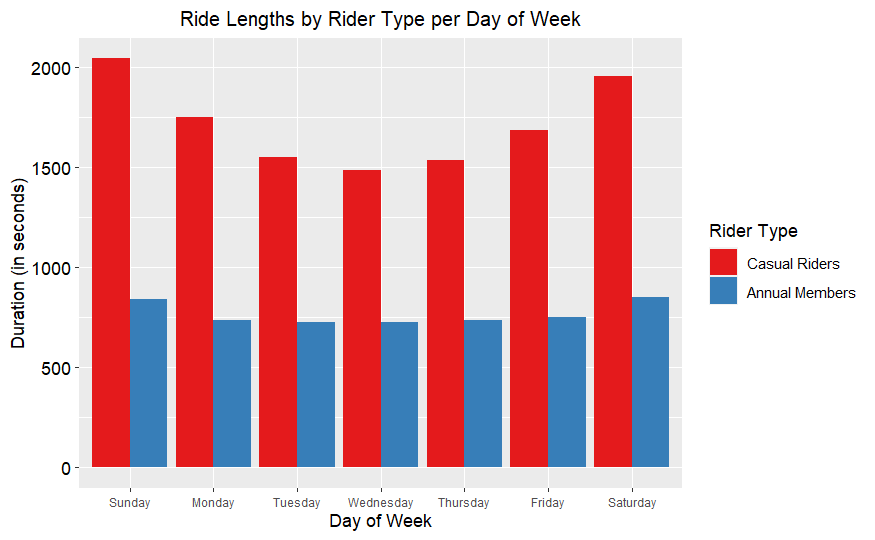 Ride Lengths by Rider Type per Day of Week
Duration (in seconds)
2000
1500
1000
500
0
Sunday Monday Tuesday Wednesday Thursday Friday Saturday
Day of Week
Rider Type
Casual Riders
Annual Members